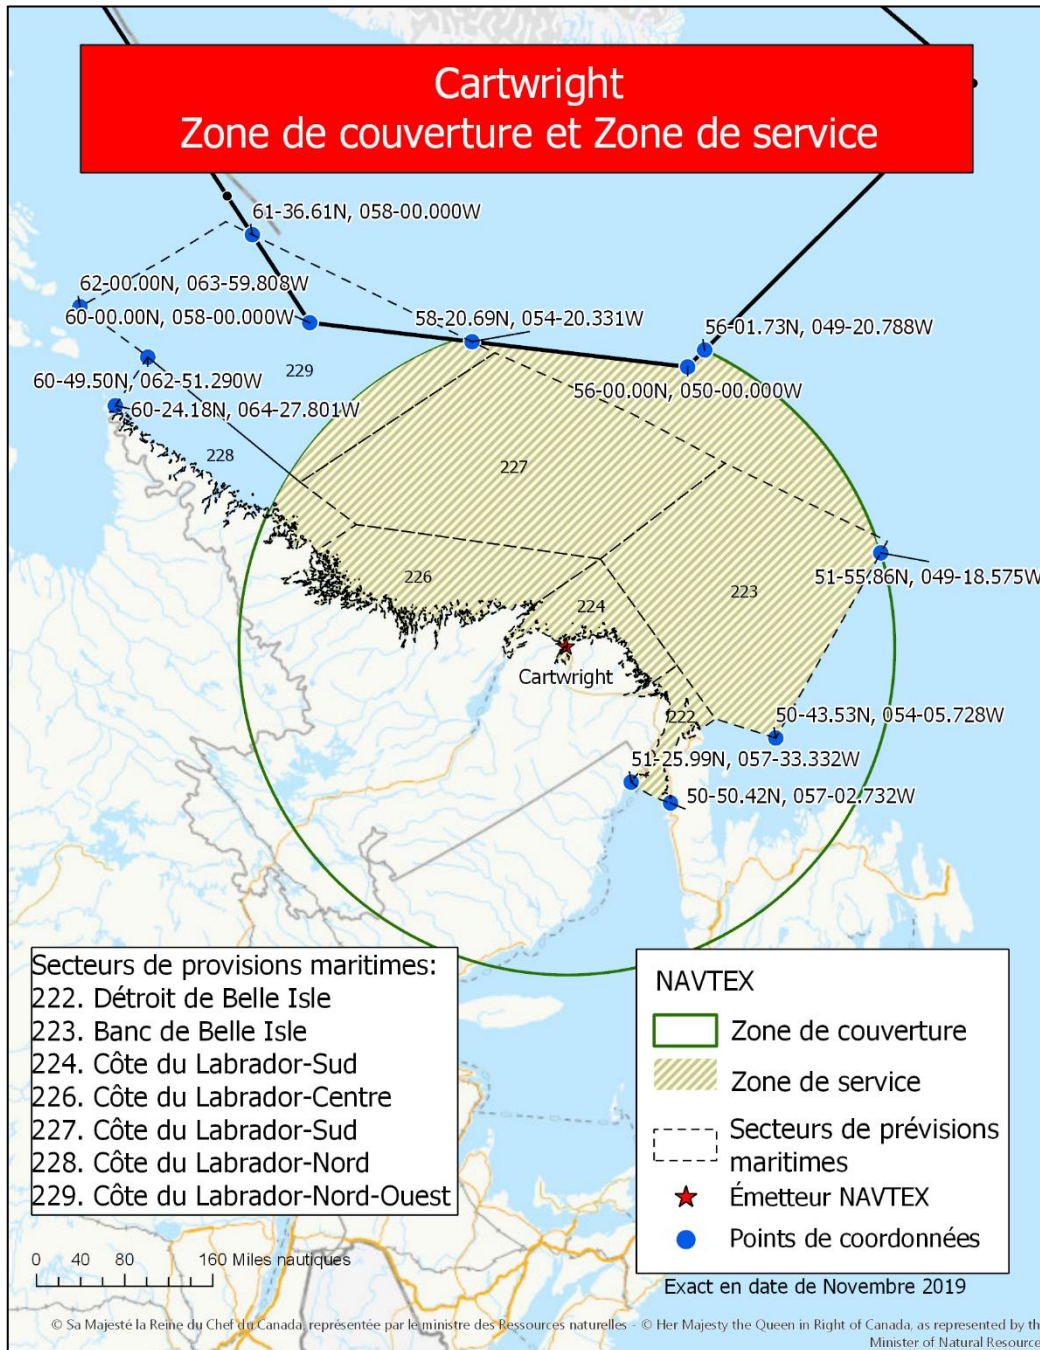 Cartwright
Zone de couverture et Zone de service
61-36.61N, 058-00.000W
62-00.00N, 063-59.808W
60-00.00N, 058-00.000W
58-20.69N, 054-20.331W
56-01.73N, 049-20.788W
229
60-49.50N, 062-51.290W
56-00.00N, 050-00.000W
60-24.18N, 064-27.801W
228
227
51-55.86N, 049-18.575W
226
223
224
Cartwright
222
50-43.53N, 054-05.728W
51-25.99N, 057-33.332W
50-50.42N, 057-02.732W
Secteurs de provisions maritimes:
222. Détroit de Belle Isle
223. Banc de Belle Isle
224. Côte du Labrador-Sud
226. Côte du Labrador-Centre
227. Côte du Labrador-Sud
228. Côte du Labrador-Nord
229. Côte du Labrador-Nord-Ouest
NAVTEX
Zone de couverture
Zone de service
Secteurs de prévisions
maritimes
Émetteur NAVTEX
Points de coordonnées
0 40 80 160 Miles nautiques
Exact en date de Novembre 2019
© Sa Majesté la Reine du Chef du Canada, représentée par le ministre des Ressources naturelles - © Her Majesty the Queen in Right of Canada, as represented by th
Minister of Natural Resource